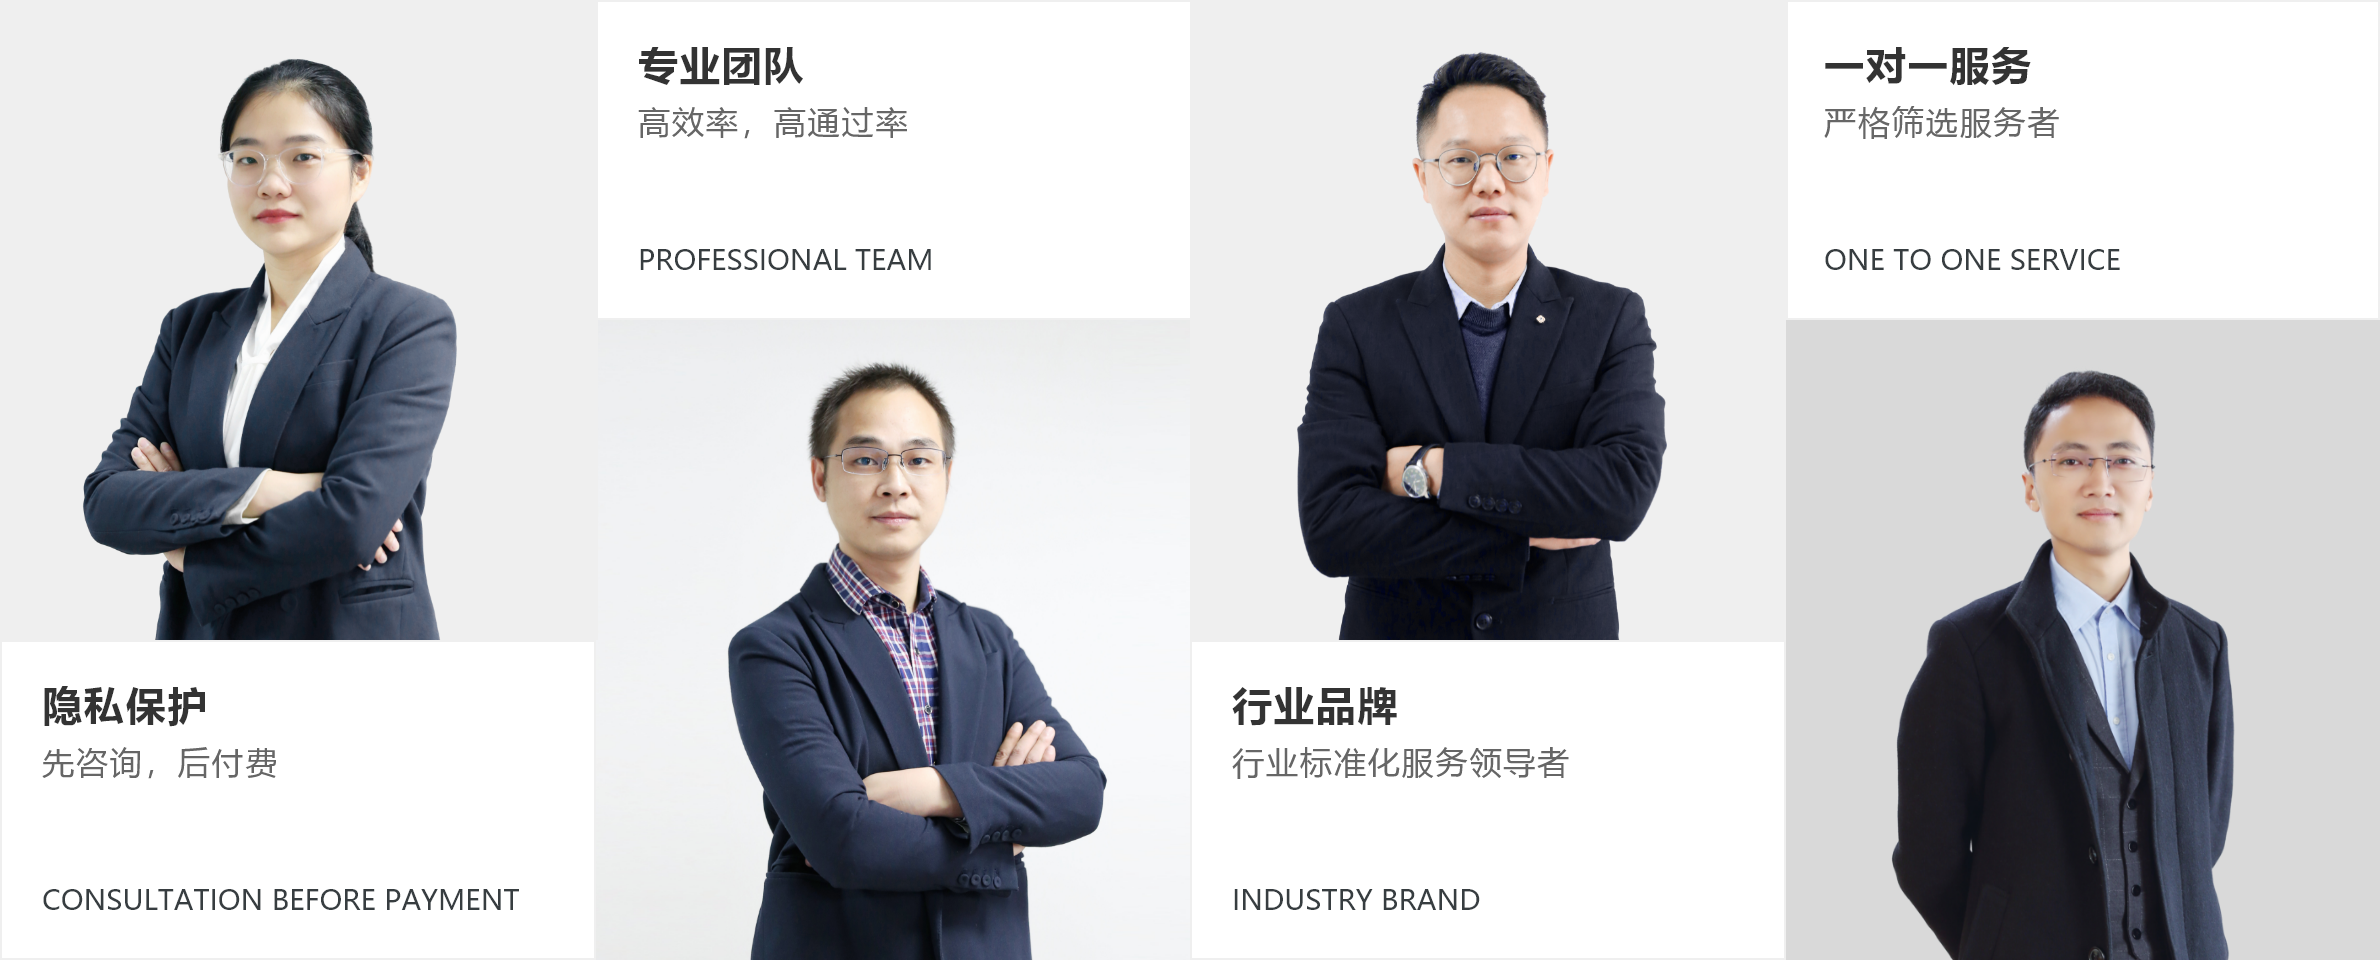 专业团队
高效率，高通过率
PROFESSIONAL TEAM
一对一服务
严格筛选服务者
ONE TO ONE SERVICE
隐私保护
先咨询，后付费
CONSULTATION BEFORE PAYMENT
行业品牌
行业标准化服务领导者
INDUSTRY BRAND